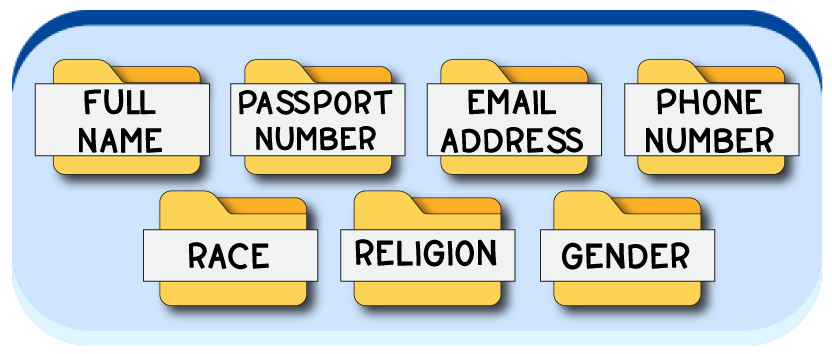 FULL
NAME
PASSPORT
NUMBER
EMAIL
ADDRESS
PHONE
NUMBER
RACE
RELIGION
GENDER